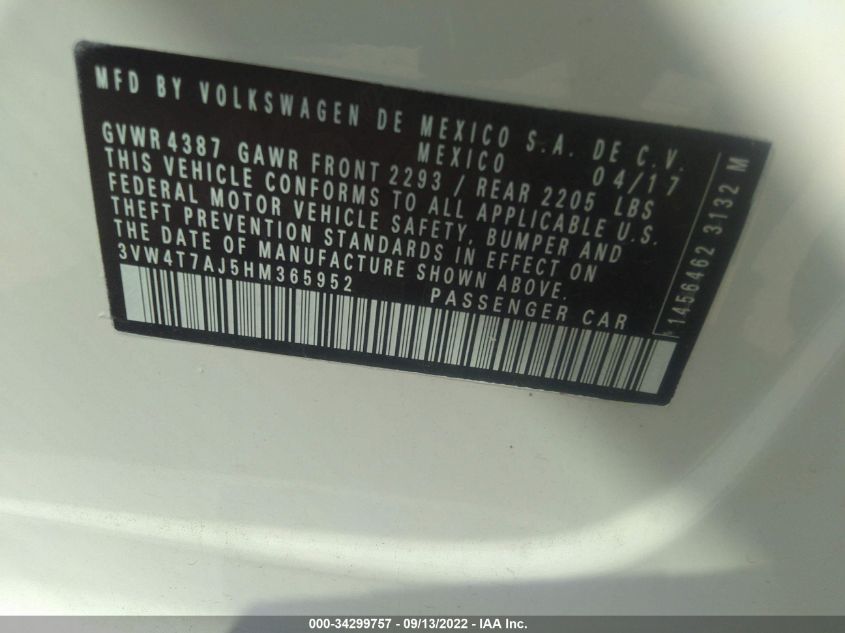 MFD BY VOLKSWAGEN DE MEXICO S.A. DE C.V.
MEXICO 04/17
GVWR 4387 GAWR FRONT 2293 / REAR 2205 LBS
THIS VEHICLE CONFORMS TO ALL APPLICABLE U.S.
FEDERAL MOTOR VEHICLE SAFETY, BUMPER AND
THEFT PREVENTION STANDARDS IN EFFECT ON
THE DATE OF MANUFACTURE SHOWN ABOVE.
3VW4T7AJ5HM365952 PASSENGER CAR
1456462 3132 M
000-34299757 - 09/13/2022 - IAA Inc.